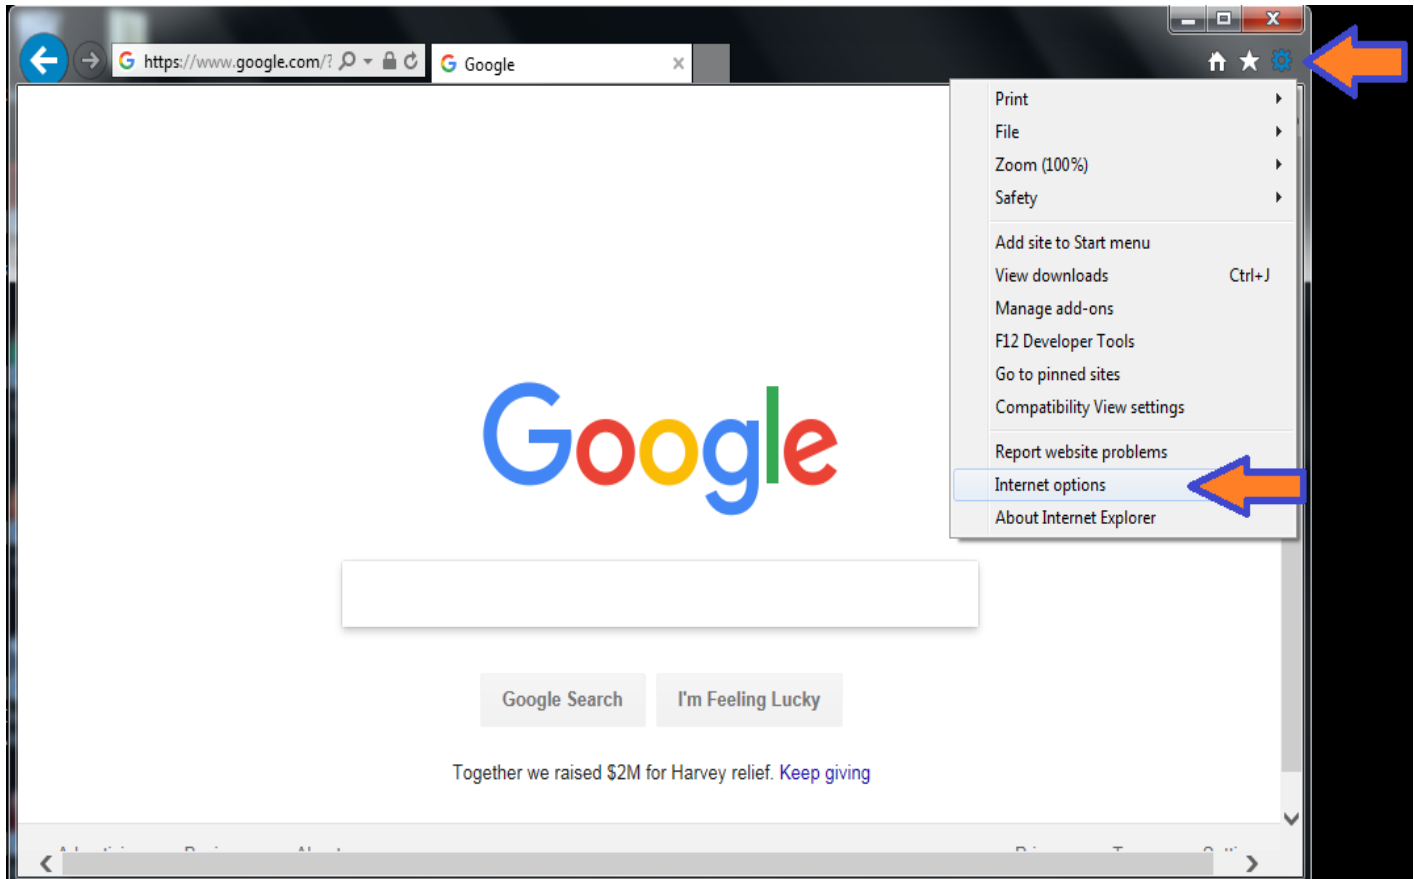 https://www.google.com/?
Google
Print
File
Zoom (100%)
Safety
Add site to Start menu
View downloads Ctrl+J
Manage add-ons
F12 Developer Tools
Go to pinned sites
Compatibility View settings
Report website problems
Internet options
About Internet Explorer
Google
Google Search
I'm Feeling Lucky
Together we raised $2M for Harvey relief. Keep giving